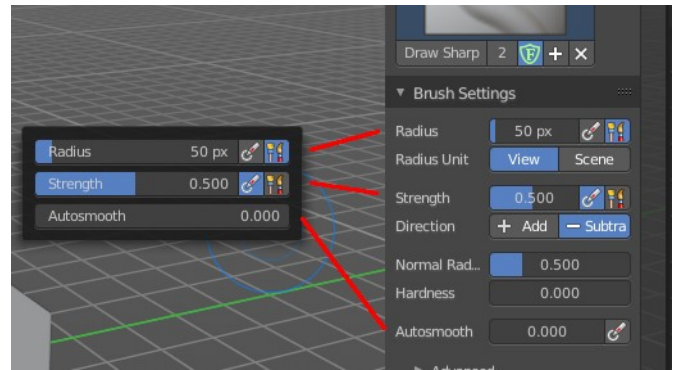 Draw Sharp 2 F
Brush Settings
Radius 50 px
Strength 0.500
Autosmooth 0.000
Radius 50 px
Radius Unit View Scene
Strength 0.500
Direction + Add − Subtra
Normal Rad... 0.500
Hardness 0.000
Autosmooth 0.000
Advanced